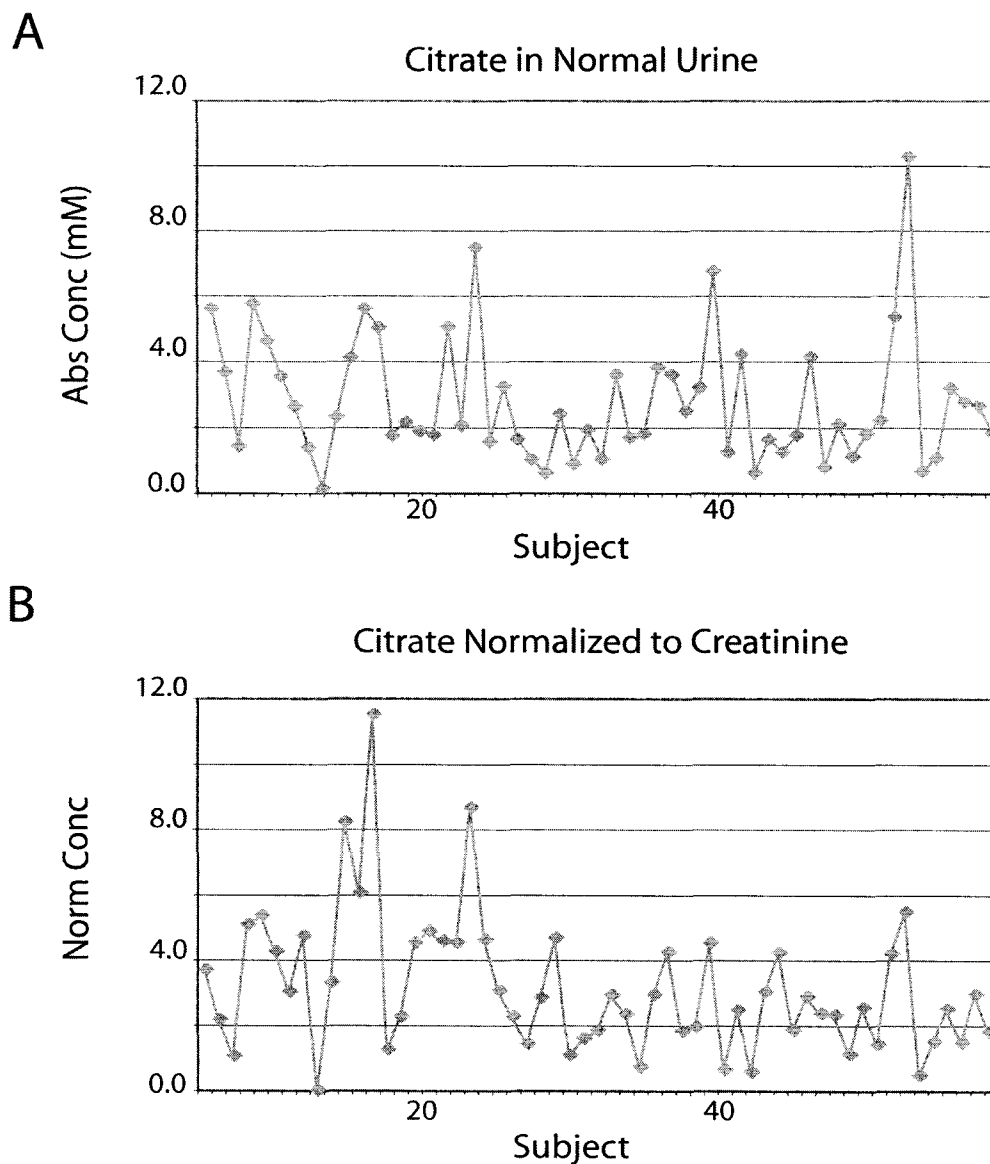 A
Citrate in Normal Urine
12.0
8.0
4.0
0.0
Abs Conc (mM)
20
40
Subject
B
Citrate Normalized to Creatinine
12.0
8.0
4.0
0.0
Norm Conc
20
40
Subject